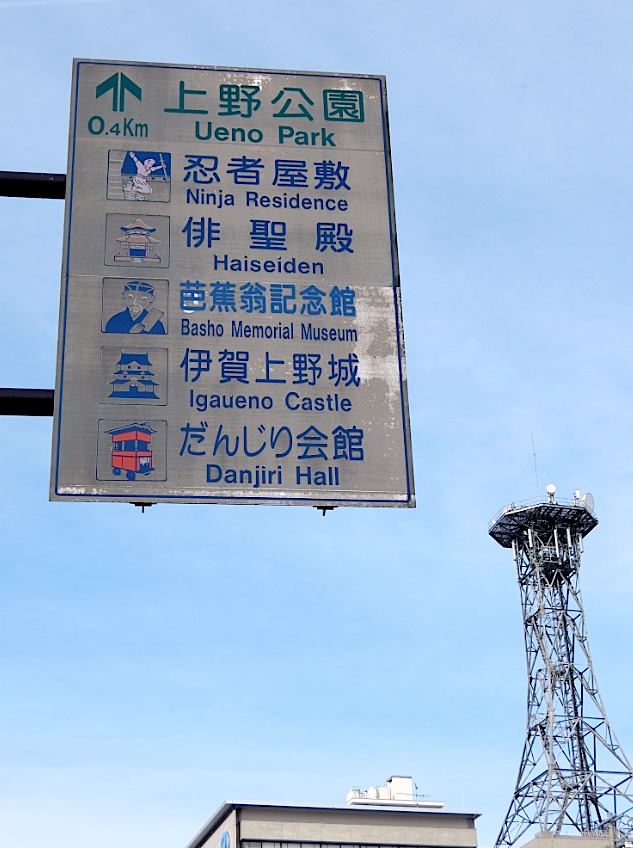 上野公園
0.4Km
Ueno Park
忍者屋敷
Ninja Residence
俳聖殿
Haiseiden
芭蕉翁記念館
Basho Memorial Museum
伊賀上野城
Igaueno Castle
だんじり会館
Danjiri Hall